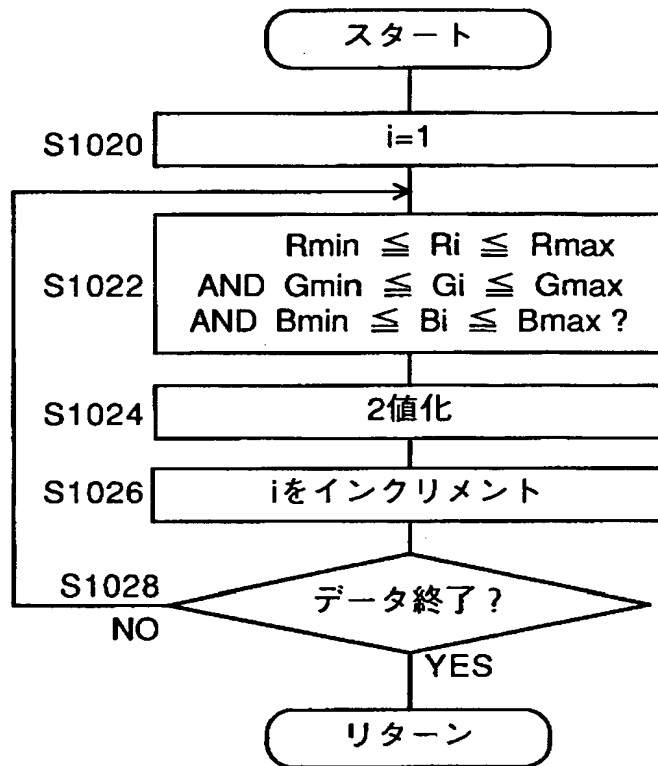 スタート
S1020
i=1
S1022
Rmin ≦ Ri ≦ Rmax
AND Gmin ≦ Gi ≦ Gmax
AND Bmin ≦ Bi ≦ Bmax ?
S1024
2値化
S1026
iをインクリメント
S1028
データ終了?
NO
YES
リターン